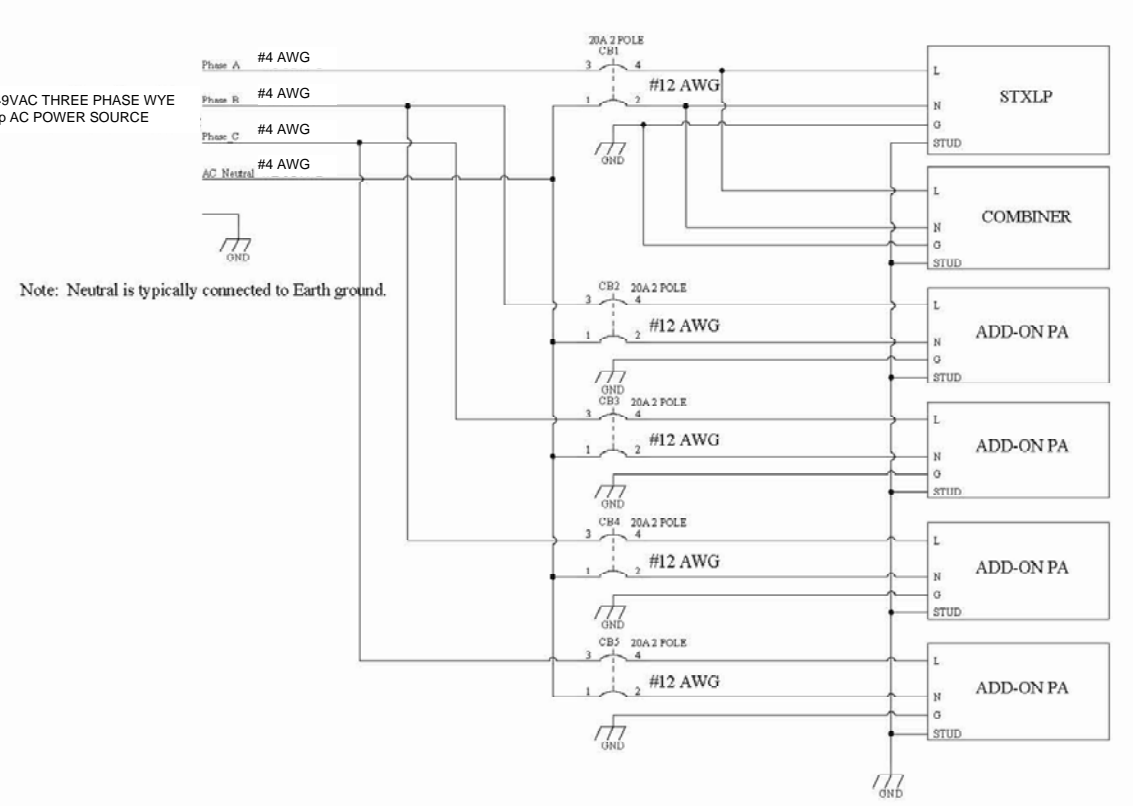 20A 2 POLE
CB1
Phase_A #4 AWG
3 4
L
#12 AWG
STXLP
9VAC THREE PHASE WYE
Phase_B #4 AWG
1 2
N
p AC POWER SOURCE
G
Phase_C #4 AWG
STUD
GND
AC Neutral #4 AWG
L
COMBINER
N
G
GND
STUD
Note: Neutral is typically connected to Earth ground.
CB2 20A 2 POLE
3 4
L
#12 AWG
ADD-ON PA
1 2
N
G
STUD
GND
CB3 20A 2 POLE
3 4
L
#12 AWG
ADD-ON PA
1 2
N
G
STUD
GND
CB4 20A 2 POLE
3 4
L
#12 AWG
ADD-ON PA
1 2
N
G
STUD
GND
CB5 20A 2 POLE
3 4
L
#12 AWG
ADD-ON PA
1 2
N
G
STUD
GND
GND